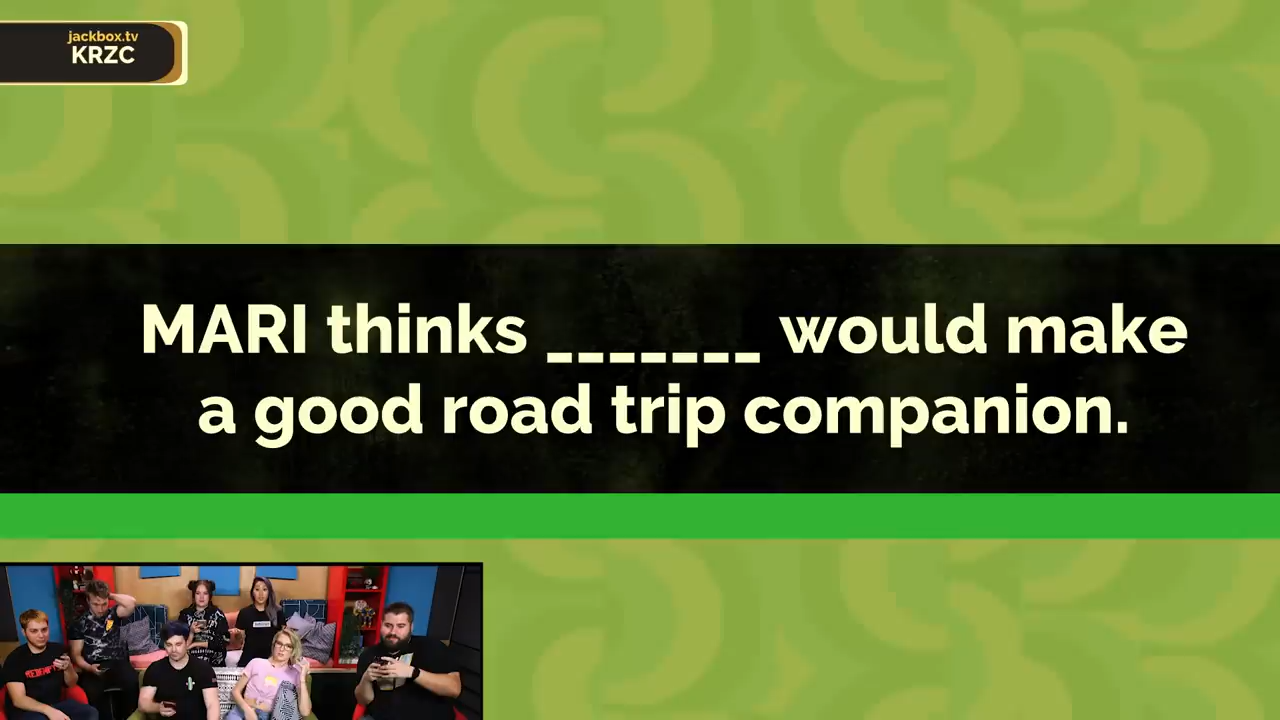 jackbox.tv
KRZC
MARI thinks _______ would make
a good road trip companion.